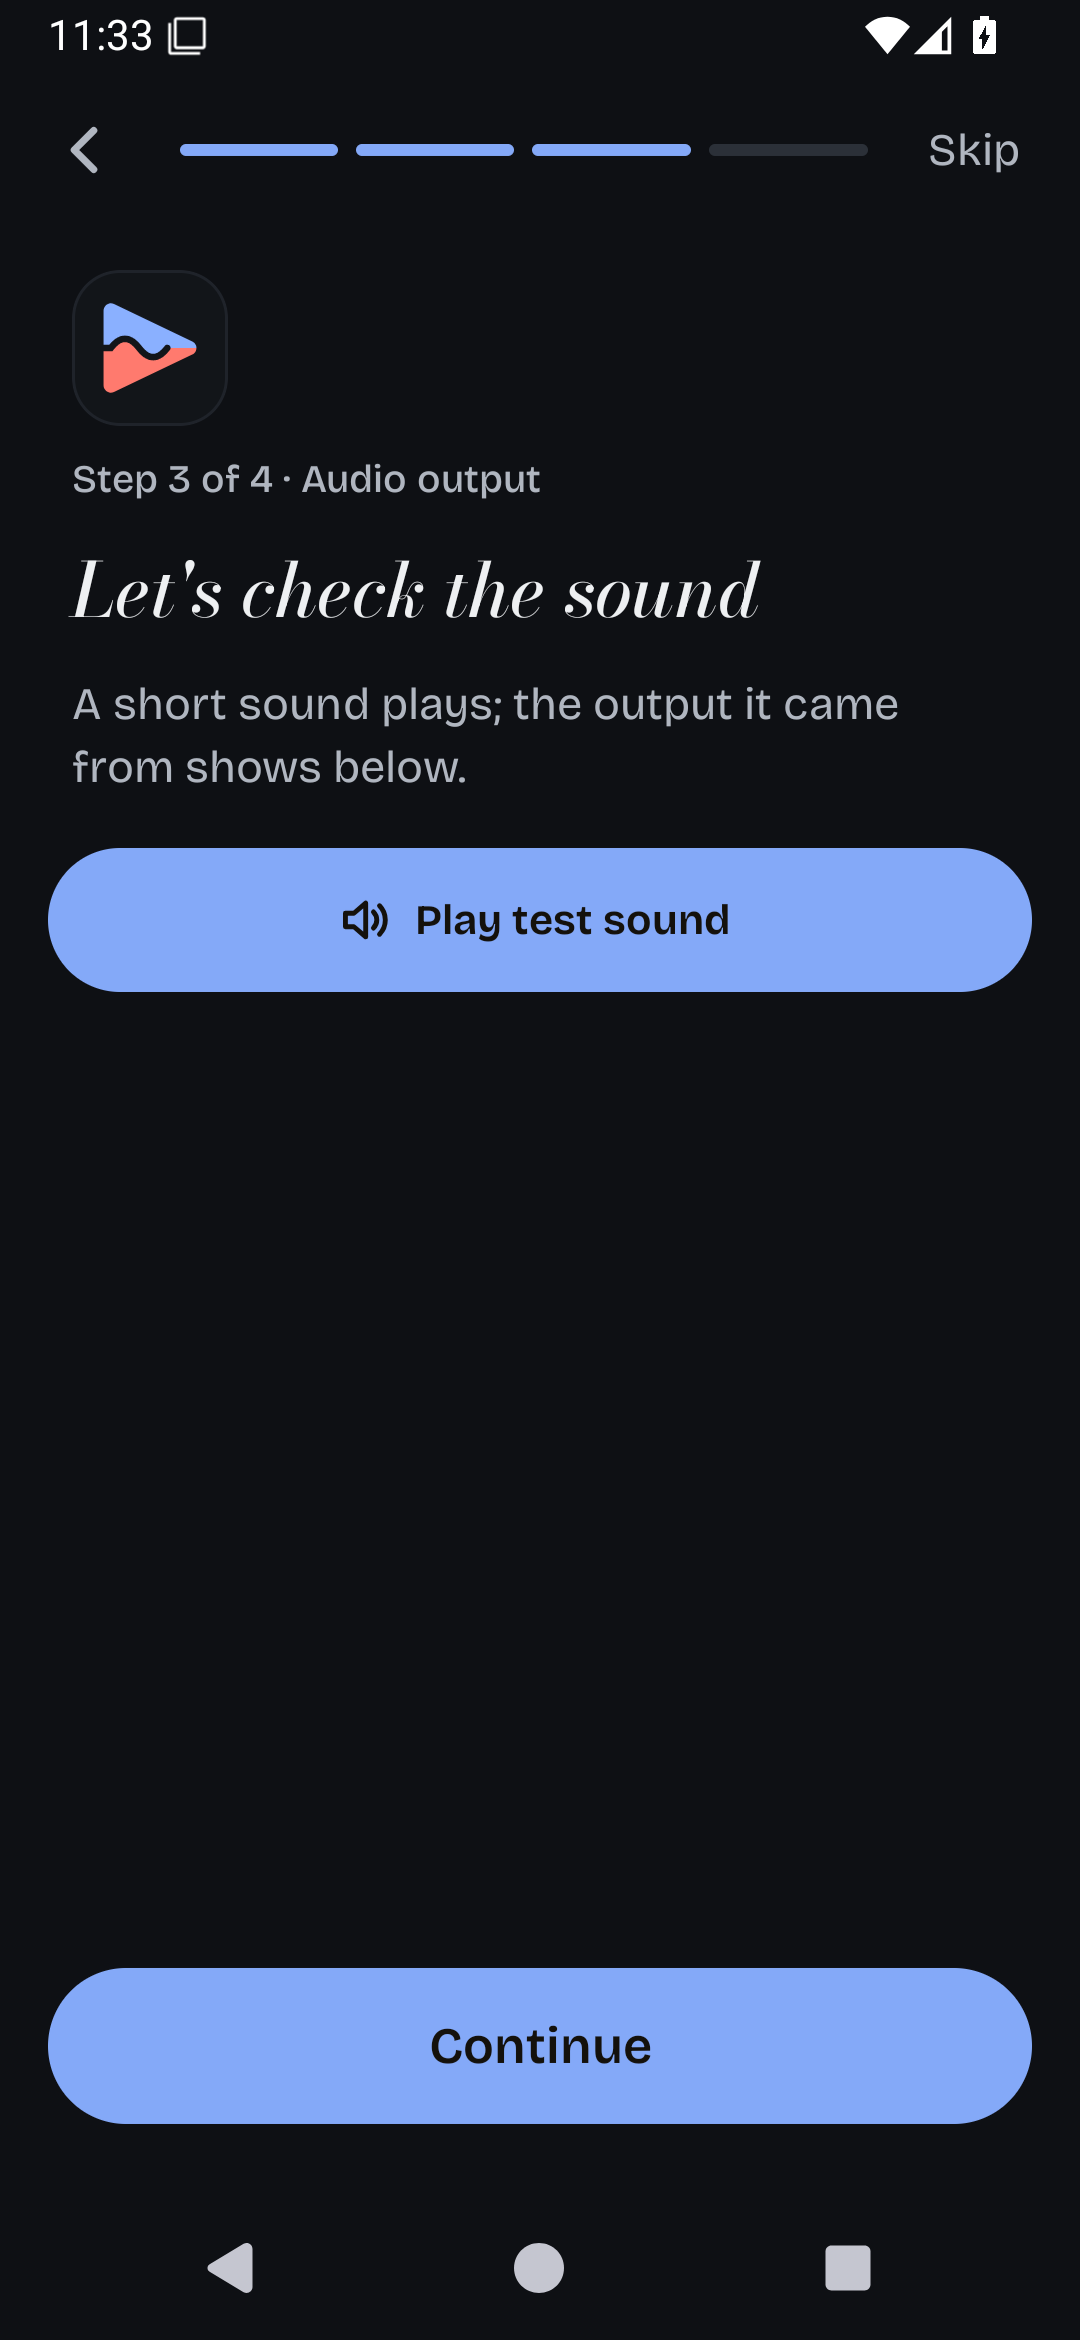 11:33
Skip
Step 3 of 4 · Audio output
Let's check the sound
A short sound plays; the output it came
from shows below.
Play test sound
Continue